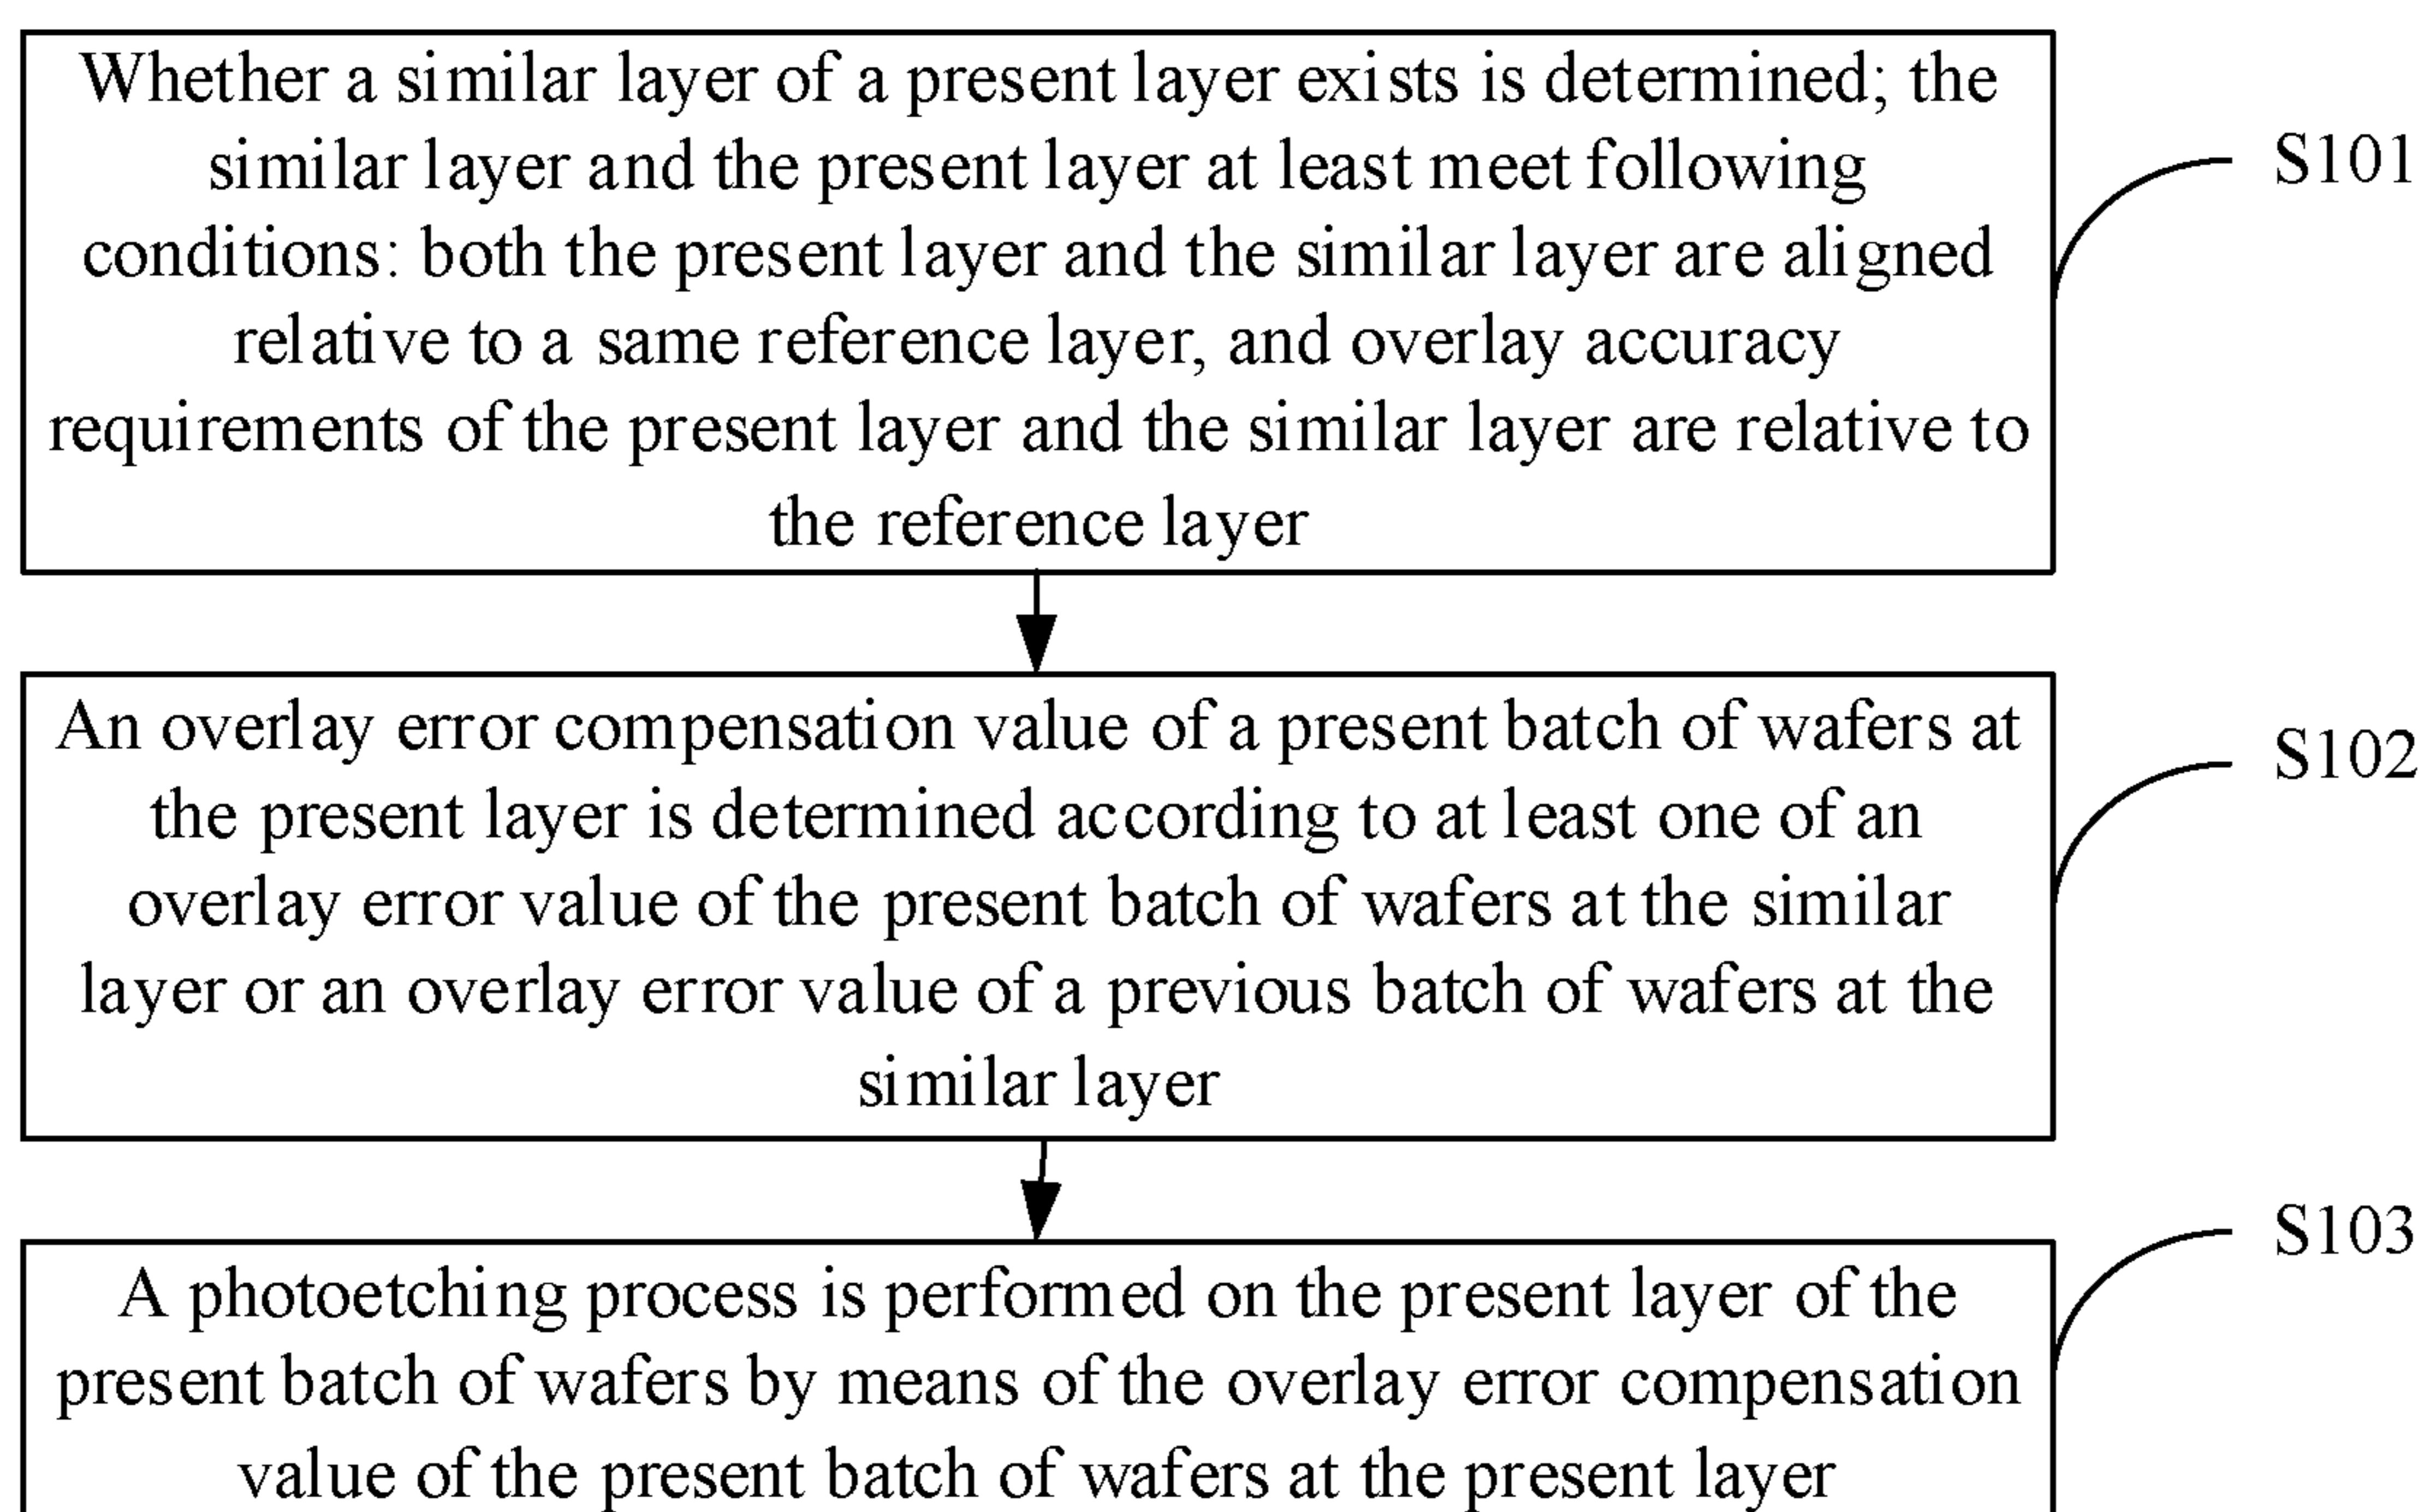 Whether a similar layer of a present layer exists is determined; the
similar layer and the present layer at least meet following
conditions: both the present layer and the similar layer are aligned
relative to a same reference layer, and overlay accuracy
requirements of the present layer and the similar layer are relative to
the reference layer
S101
An overlay error compensation value of a present batch of wafers at
the present layer is determined according to at least one of an
overlay error value of the present batch of wafers at the similar
layer or an overlay error value of a previous batch of wafers at the
similar layer
S102
A photoetching process is performed on the present layer of the
present batch of wafers by means of the overlay error compensation
value of the present batch of wafers at the present layer
S103